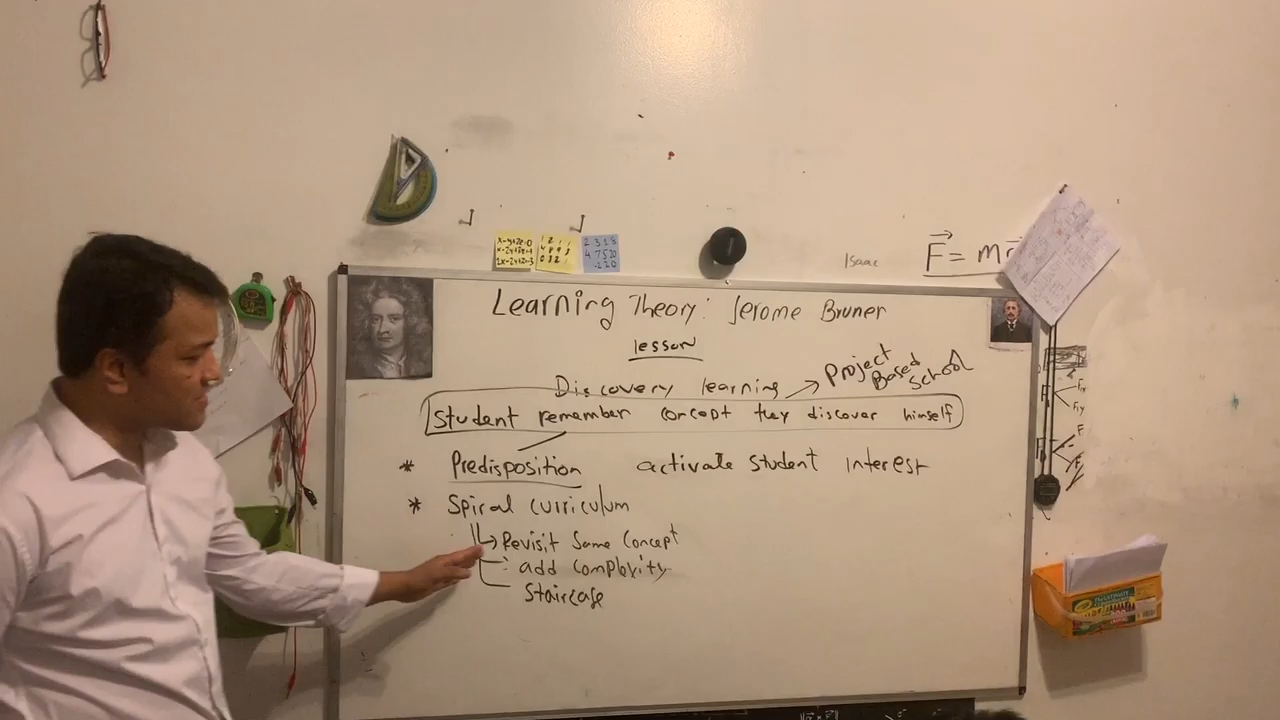 Isaac
F = m
Learning Theory: Jerome Bruner
lesson
Discovery learning → Project Based School
Student remember concept they discover himself
* Predisposition activate student interest
* Spiral curriculum
Revisit Same Concept
add Complexity
Staircase